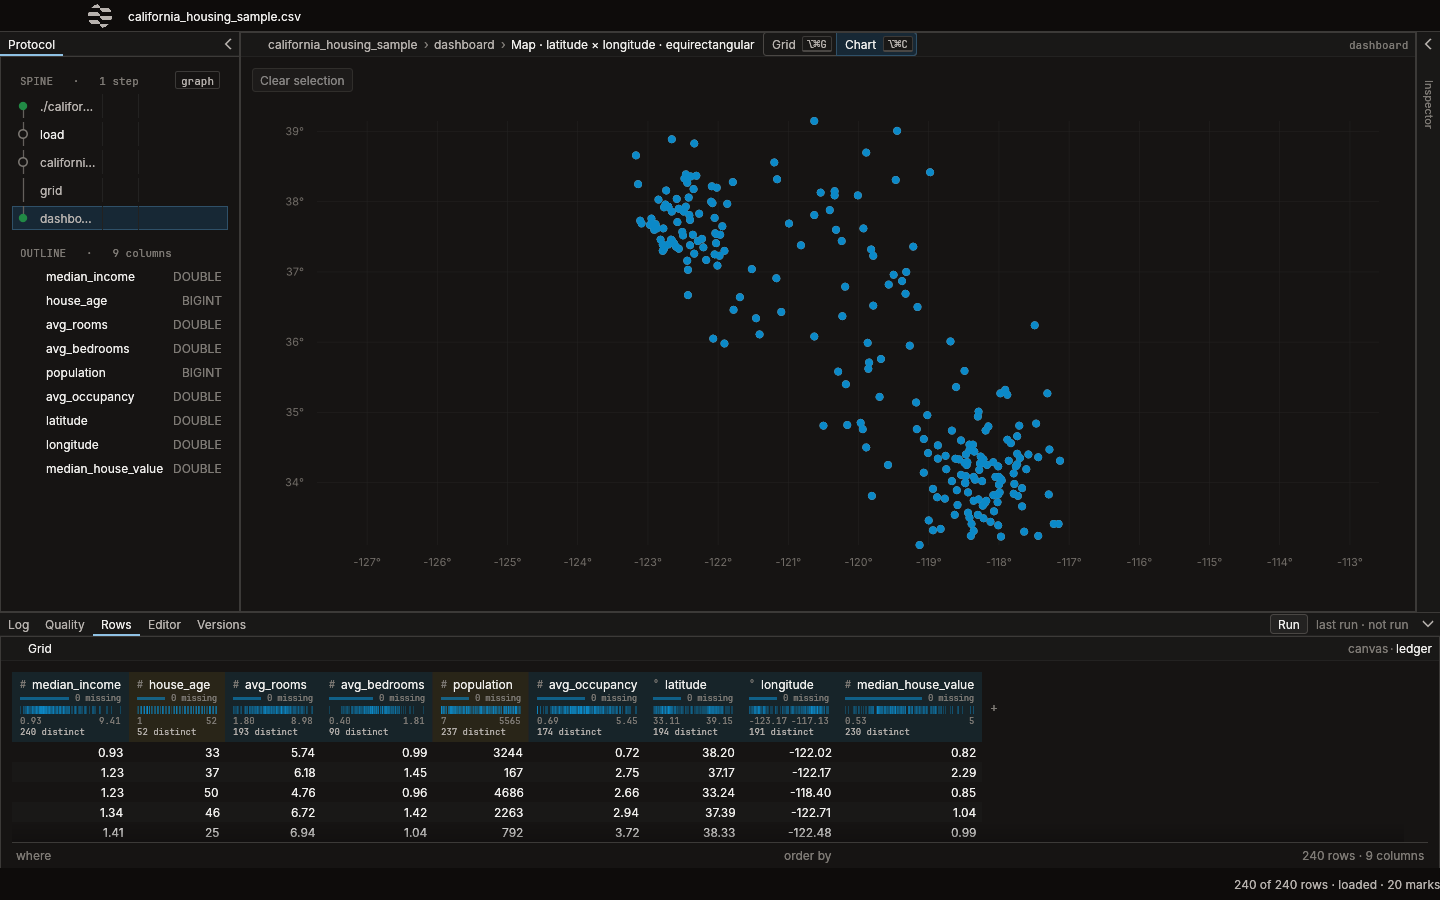 california_housing_sample.csv
Protocol
california_housing_sample › dashboard › Map · latitude × longitude · equirectangular
Grid ⌥⌘G Chart ⌥⌘C
dashboard
Inspector
SPINE · 1 step graph
./califor...
load
californi...
grid
dashbo...
OUTLINE · 9 columns
median_income DOUBLE
house_age BIGINT
avg_rooms DOUBLE
avg_bedrooms DOUBLE
population BIGINT
avg_occupancy DOUBLE
latitude DOUBLE
longitude DOUBLE
median_house_value DOUBLE
Clear selection
39°
38°
37°
36°
35°
34°
-127° -126° -125° -124° -123° -122° -121° -120° -119° -118° -117° -116° -115° -114° -113°
Log Quality Rows Editor Versions
Run last run · not run
Grid
canvas · ledger
# median_income # house_age # avg_rooms # avg_bedrooms # population # avg_occupancy ° latitude ° longitude # median_house_value
0 missing 0 missing 0 missing 0 missing 0 missing 0 missing 0 missing 0 missing 0 missing
0.93 9.41 1 52 1.80 8.98 0.40 1.81 7 5565 0.69 5.45 33.11 39.15 -123.17 -117.13 0.53 5
240 distinct 52 distinct 193 distinct 90 distinct 237 distinct 174 distinct 194 distinct 191 distinct 230 distinct
+
0.93 33 5.74 0.99 3244 0.72 38.20 -122.02 0.82
1.23 37 6.18 1.45 167 2.75 37.17 -122.17 2.29
1.23 50 4.76 0.96 4686 2.66 33.24 -118.40 0.85
1.34 46 6.72 1.42 2263 2.94 37.39 -122.71 1.04
1.41 25 6.94 1.04 792 3.72 38.33 -122.48 0.99
where order by 240 rows · 9 columns
240 of 240 rows · loaded · 20 marks